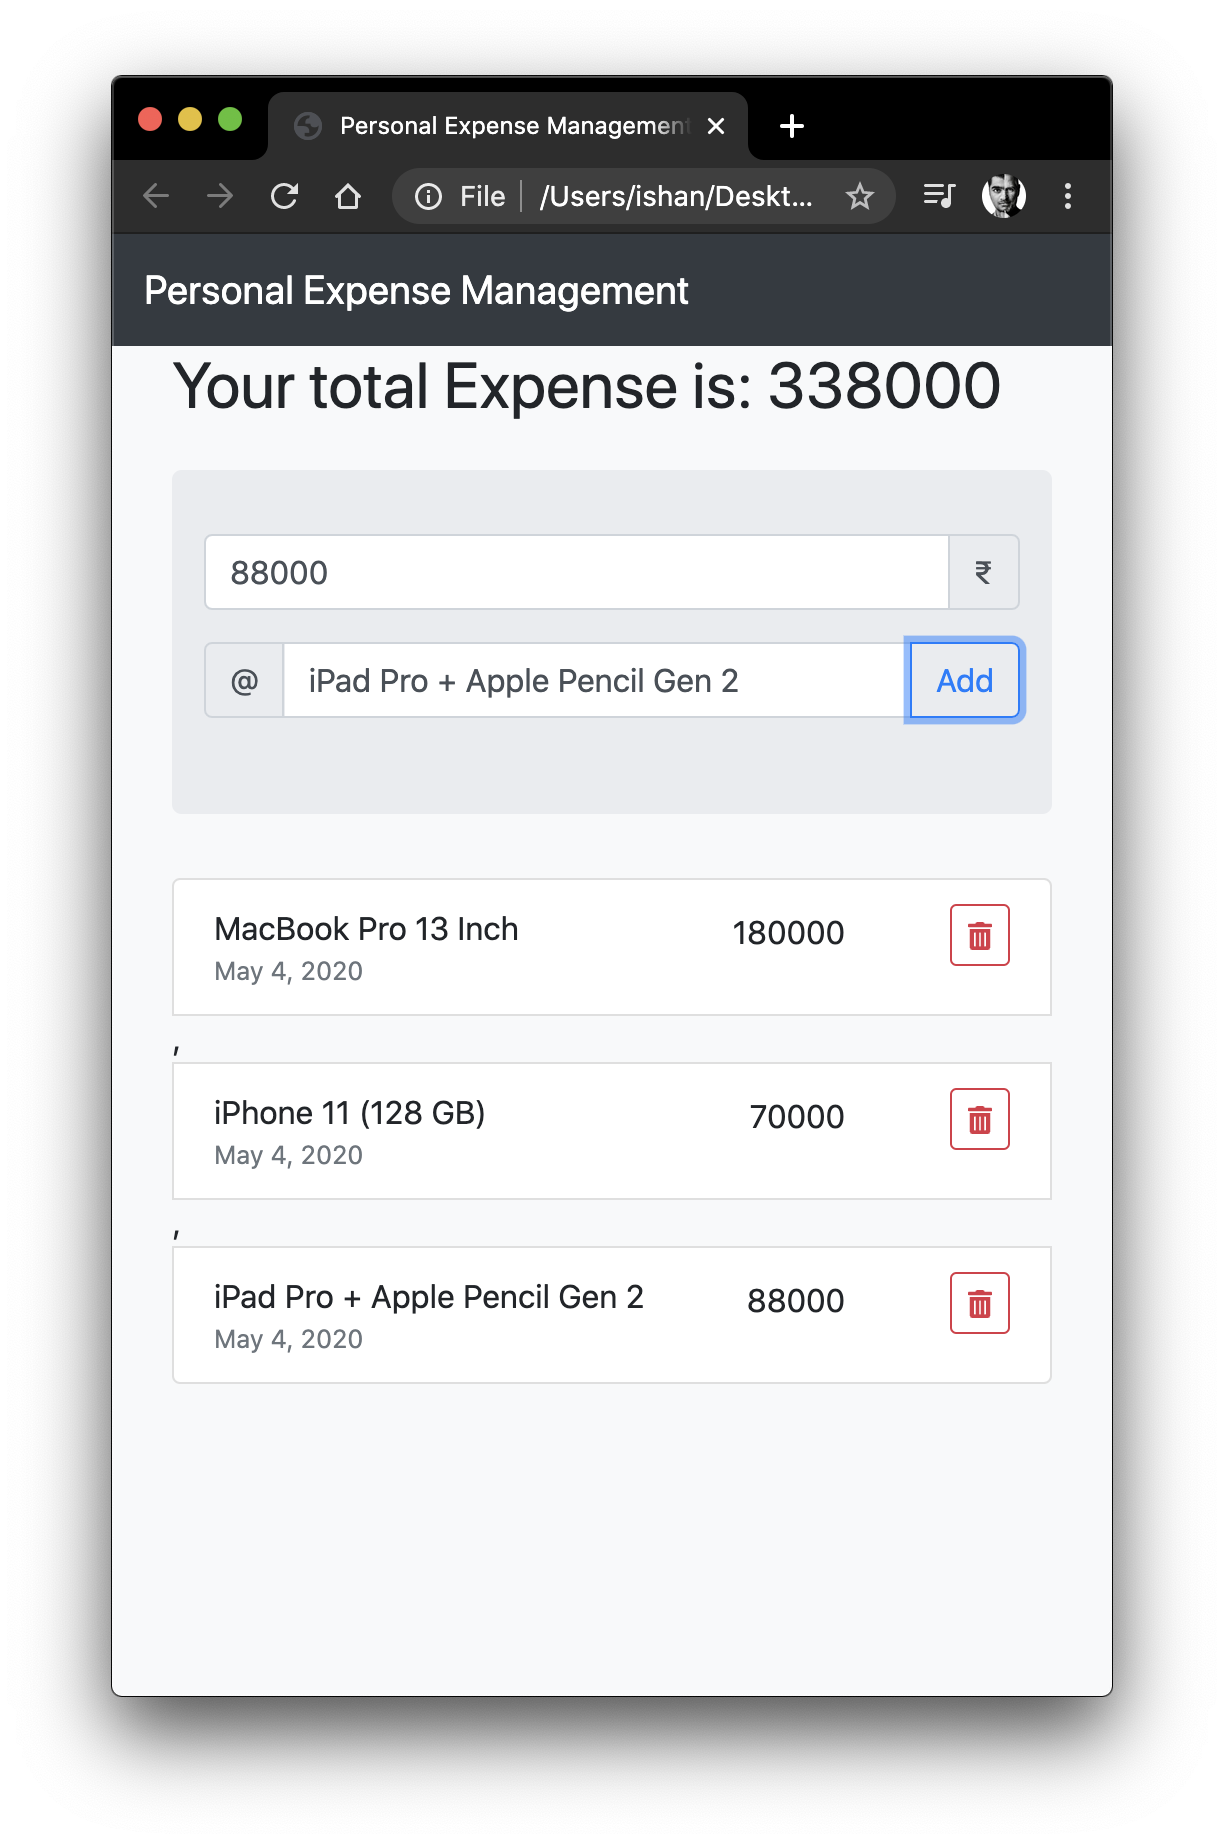 Personal Expense Management
File /Users/ishan/Deskt...
Personal Expense Management
Your total Expense is: 338000
88000 ₹
@ iPad Pro + Apple Pencil Gen 2 Add
MacBook Pro 13 Inch 180000
May 4, 2020
,
iPhone 11 (128 GB) 70000
May 4, 2020
,
iPad Pro + Apple Pencil Gen 2 88000
May 4, 2020